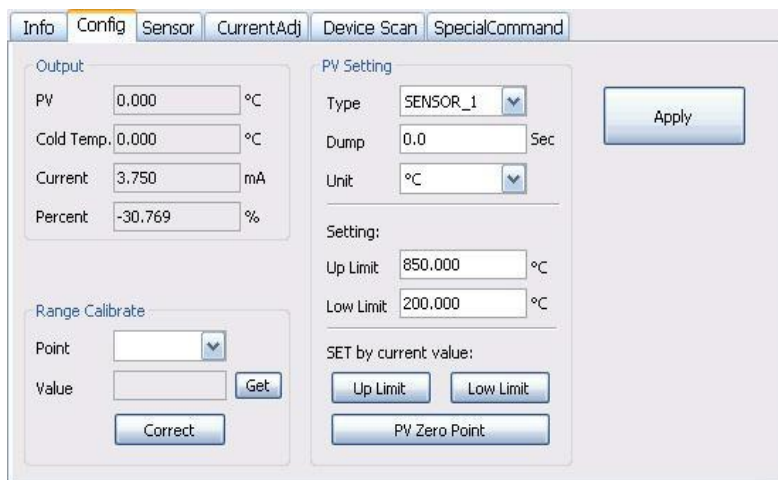 Info Config Sensor CurrentAdj Device Scan SpecialCommand
Output
PV 0.000 °C
Cold Temp. 0.000 °C
Current 3.750 mA
Percent -30.769 %
Range Calibrate
Point
Value Get
Correct
PV Setting
Type SENSOR_1
Dump 0.0 Sec
Unit °C
Setting:
Up Limit 850.000 °C
Low Limit 200.000 °C
SET by current value:
Up Limit Low Limit
PV Zero Point
Apply